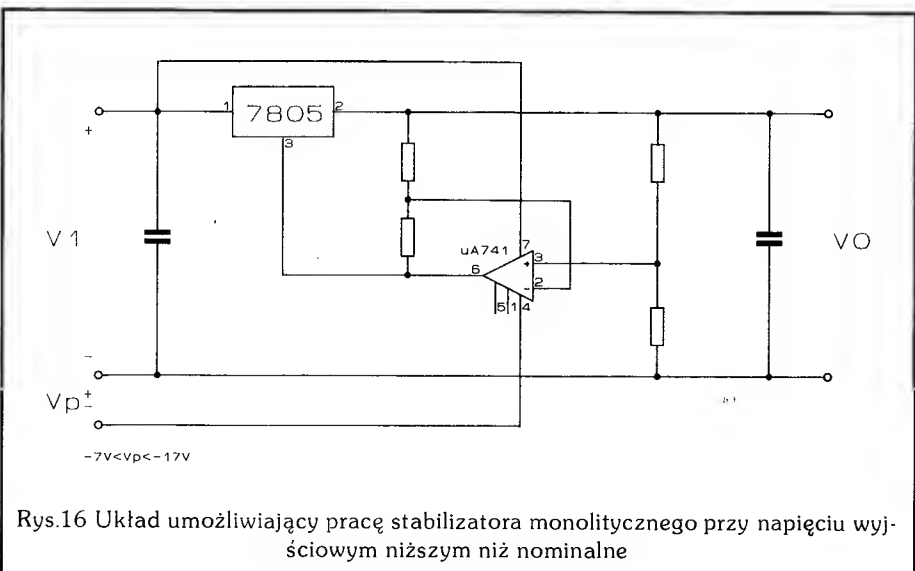 1
7805
2
3
+
V1
uA741
7
6
+
3
-
2
5
1
4
VO
-
Vp
+
-
-7V<Vp<-17V
Rys.16 Układ umożliwiający pracę stabilizatora monolitycznego przy napięciu wyj-
ściowym niższym niż nominalne